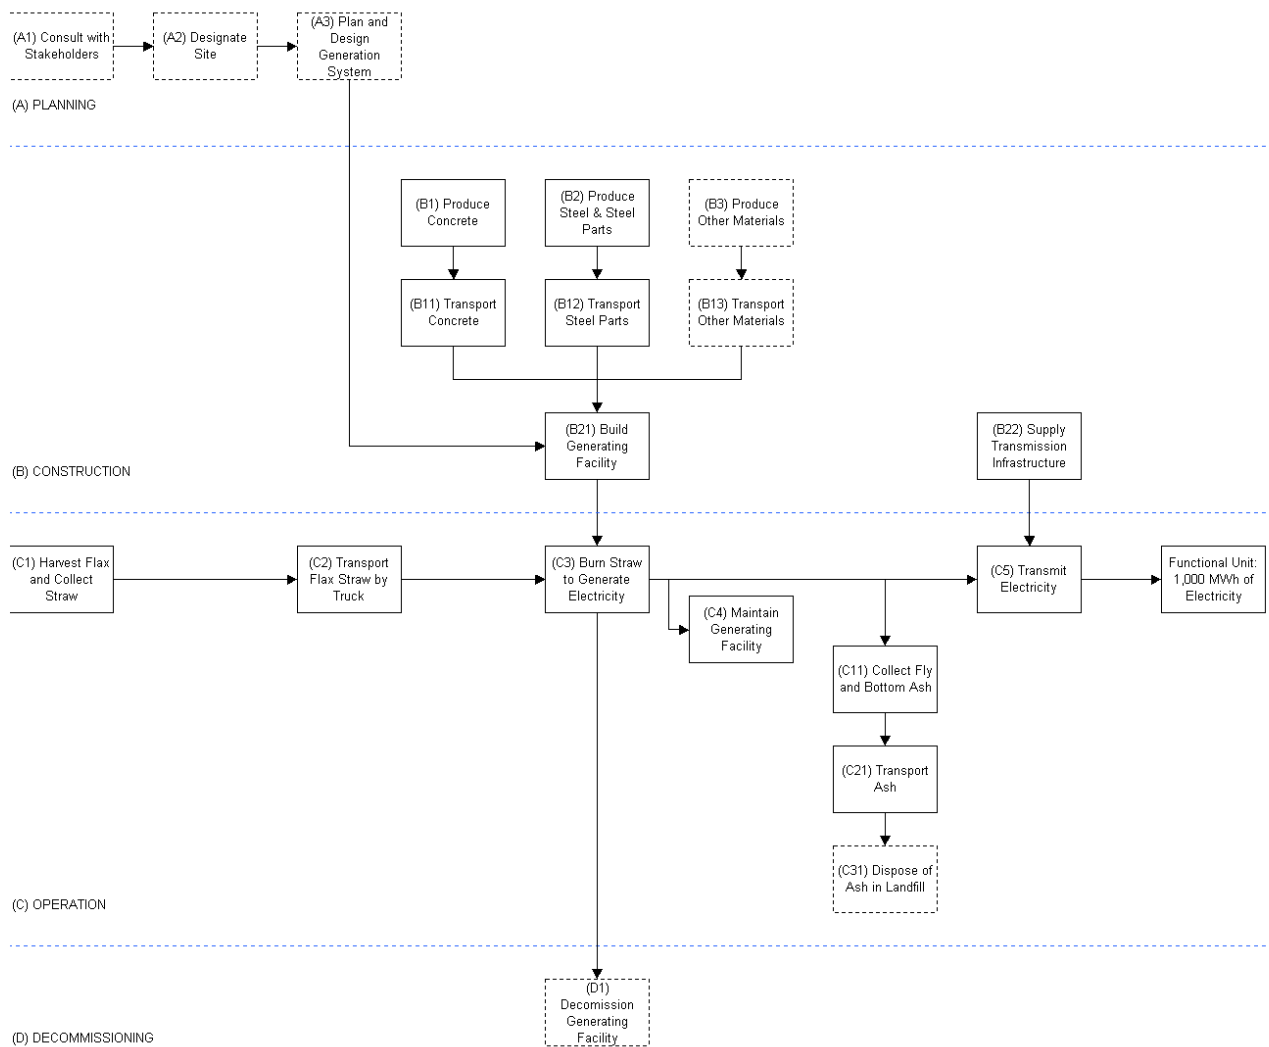 (A1) Consult with
Stakeholders
(A2) Designate
Site
(A3) Plan and
Design
Generation
System
(A) PLANNING
(B1) Produce
Concrete
(B2) Produce
Steel & Steel
Parts
(B3) Produce
Other Materials
(B11) Transport
Concrete
(B12) Transport
Steel Parts
(B13) Transport
Other Materials
(B21) Build
Generating
Facility
(B22) Supply
Transmission
Infrastructure
(B) CONSTRUCTION
(C1) Harvest Flax
and Collect
Straw
(C2) Transport
Flax Straw by
Truck
(C3) Burn Straw
to Generate
Electricity
(C5) Transmit
Electricity
Functional Unit:
1,000 MWh of
Electricity
(C4) Maintain
Generating
Facility
(C11) Collect Fly
and Bottom Ash
(C21) Transport
Ash
(C31) Dispose of
Ash in Landfill
(C) OPERATION
(D1)
Decomission
Generating
Facility
(D) DECOMMISSIONING